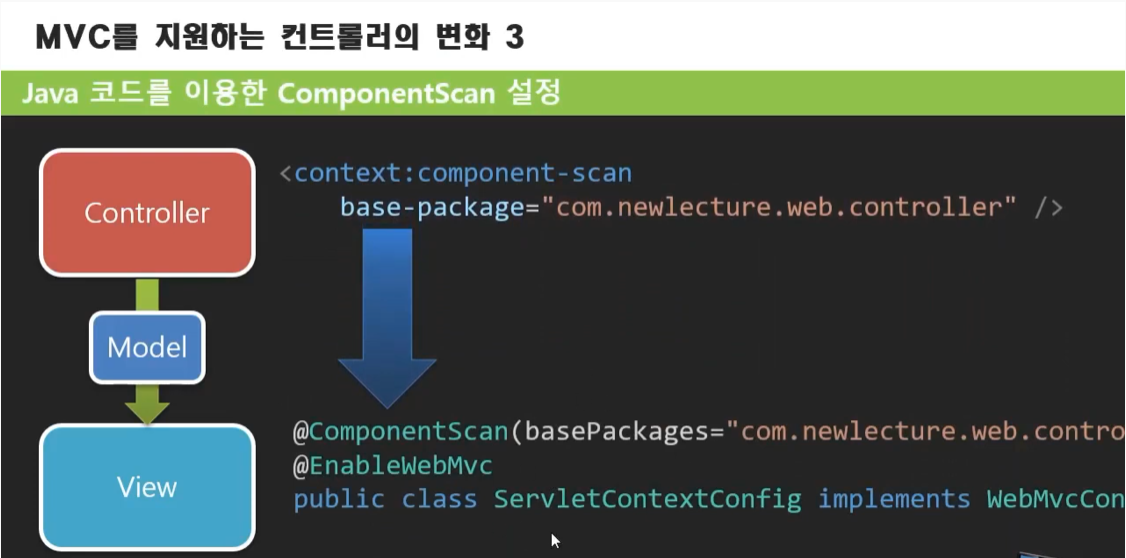 MVC를 지원하는 컨트롤러의 변화 3
Java 코드를 이용한 ComponentScan 설정
Controller
Model
View
<context:component-scan
base-package="com.newlecture.web.controller" />
@ComponentScan(basePackages="com.newlecture.web.contro
@EnableWebMvc
public class ServletContextConfig implements WebMvcCon